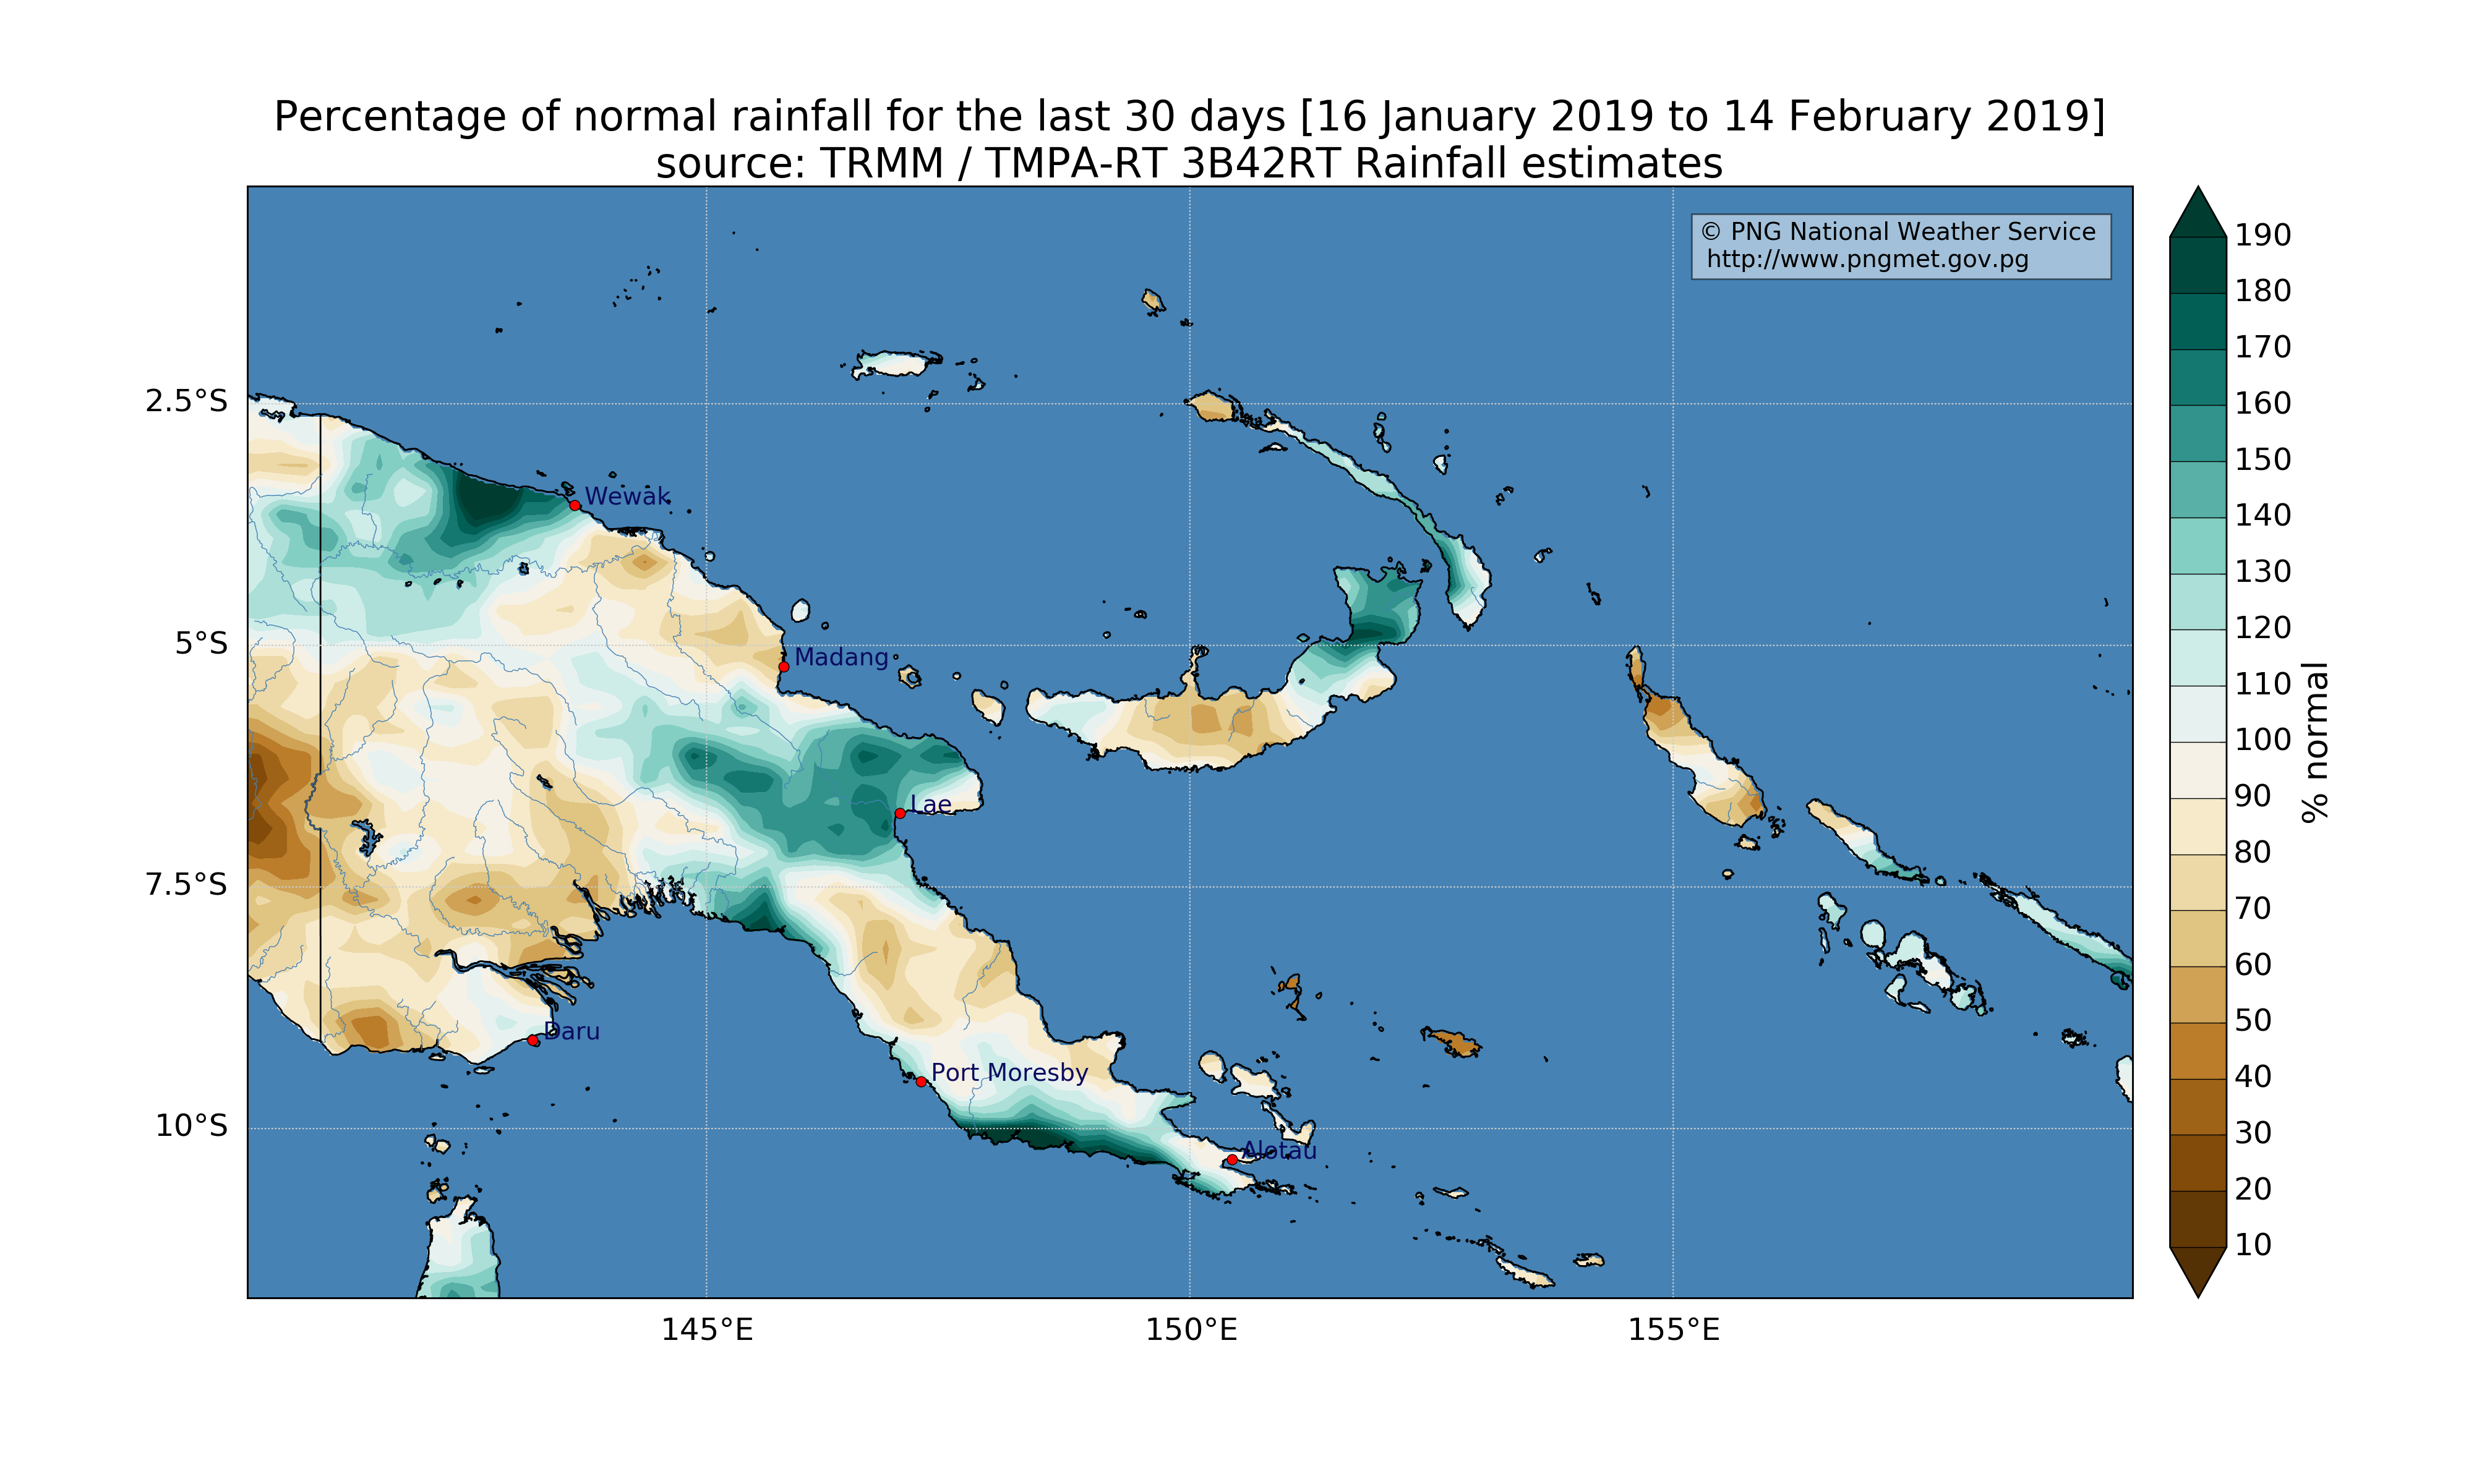 Percentage of normal rainfall for the last 30 days [16 January 2019 to 14 February 2019]
source: TRMM / TMPA-RT 3B42RT Rainfall estimates
© PNG National Weather Service
http://www.pngmet.gov.pg
2.5°S
5°S
7.5°S
10°S
145°E
150°E
155°E
Wewak
Madang
Lae
Daru
Port Moresby
Alotau
190
180
170
160
150
140
130
120
110
100
90
80
70
60
50
40
30
20
10
% normal